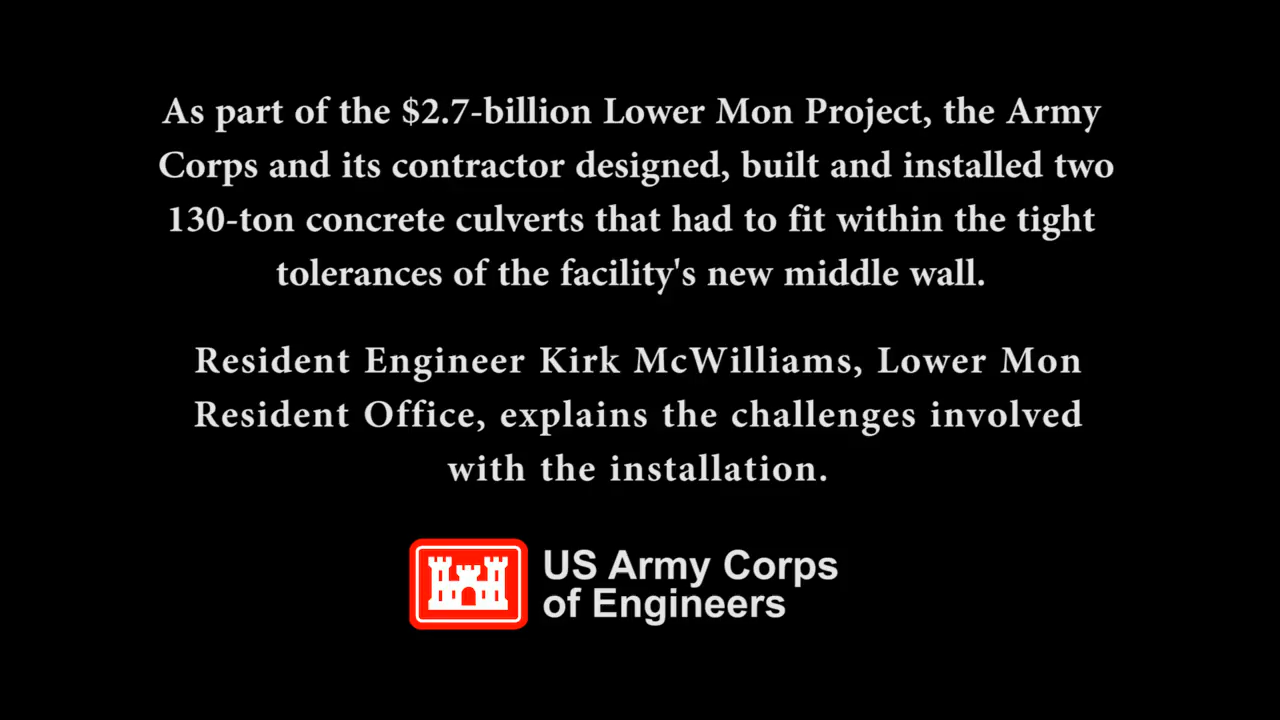 As part of the $2.7-billion Lower Mon Project, the Army
Corps and its contractor designed, built and installed two
130-ton concrete culverts that had to fit within the tight
tolerances of the facility's new middle wall.
Resident Engineer Kirk McWilliams, Lower Mon
Resident Office, explains the challenges involved
with the installation.
US Army Corps
of Engineers